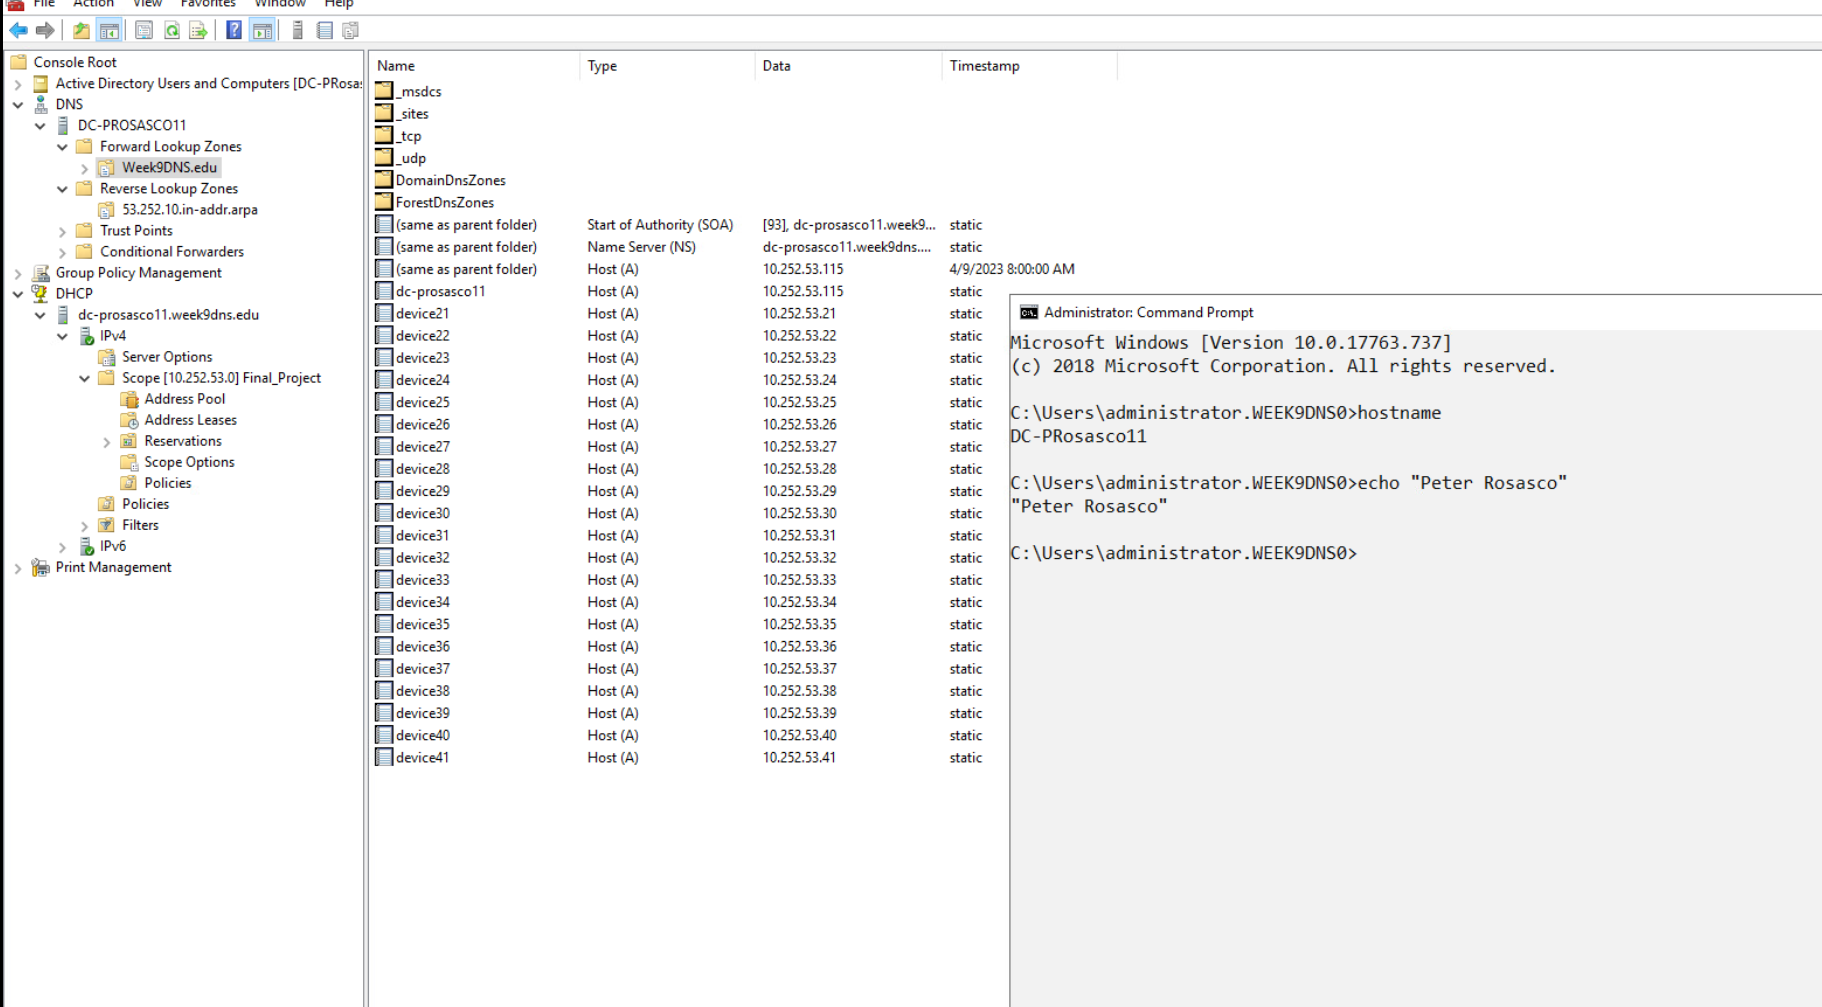 File Action View Favorites Window Help
Console Root
Active Directory Users and Computers [DC-PRosas
DNS
DC-PROSASCO11
Forward Lookup Zones
Week9DNS.edu
Reverse Lookup Zones
53.252.10.in-addr.arpa
Trust Points
Conditional Forwarders
Group Policy Management
DHCP
dc-prosasco11.week9dns.edu
IPv4
Server Options
Scope [10.252.53.0] Final_Project
Address Pool
Address Leases
Reservations
Scope Options
Policies
Policies
Filters
IPv6
Print Management
Name Type Data Timestamp
_msdcs
_sites
_tcp
_udp
DomainDnsZones
ForestDnsZones
(same as parent folder) Start of Authority (SOA) [93], dc-prosasco11.week9... static
(same as parent folder) Name Server (NS) dc-prosasco11.week9dns.... static
(same as parent folder) Host (A) 10.252.53.115 4/9/2023 8:00:00 AM
dc-prosasco11 Host (A) 10.252.53.115 static
device21 Host (A) 10.252.53.21 static
device22 Host (A) 10.252.53.22 static
device23 Host (A) 10.252.53.23 static
device24 Host (A) 10.252.53.24 static
device25 Host (A) 10.252.53.25 static
device26 Host (A) 10.252.53.26 static
device27 Host (A) 10.252.53.27 static
device28 Host (A) 10.252.53.28 static
device29 Host (A) 10.252.53.29 static
device30 Host (A) 10.252.53.30 static
device31 Host (A) 10.252.53.31 static
device32 Host (A) 10.252.53.32 static
device33 Host (A) 10.252.53.33 static
device34 Host (A) 10.252.53.34 static
device35 Host (A) 10.252.53.35 static
device36 Host (A) 10.252.53.36 static
device37 Host (A) 10.252.53.37 static
device38 Host (A) 10.252.53.38 static
device39 Host (A) 10.252.53.39 static
device40 Host (A) 10.252.53.40 static
device41 Host (A) 10.252.53.41 static
Administrator: Command Prompt
Microsoft Windows [Version 10.0.17763.737]
(c) 2018 Microsoft Corporation. All rights reserved.
C:\Users\administrator.WEEK9DNS0>hostname
DC-PRosasco11
C:\Users\administrator.WEEK9DNS0>echo "Peter Rosasco"
"Peter Rosasco"
C:\Users\administrator.WEEK9DNS0>